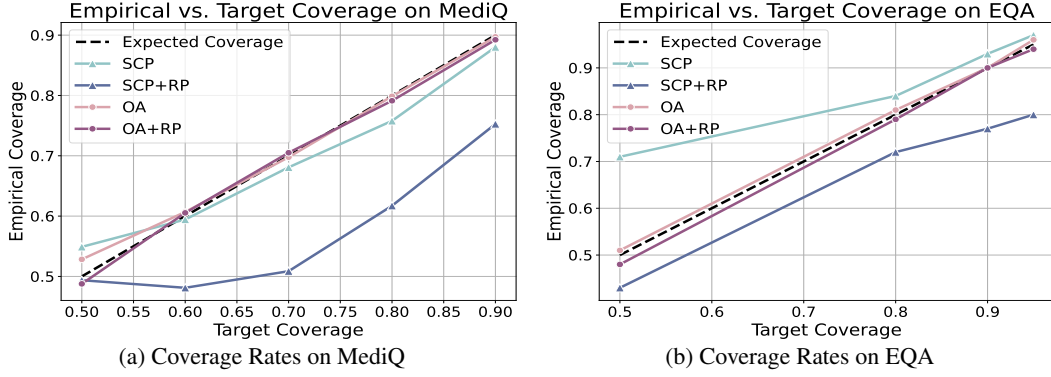 Empirical vs. Target Coverage on MediQ
Expected Coverage
SCP
SCP+RP
OA
OA+RP
Empirical Coverage
0.9
0.8
0.7
0.6
0.5
0.50 0.55 0.60 0.65 0.70 0.75 0.80 0.85 0.90
Target Coverage
(a) Coverage Rates on MediQ
Empirical vs. Target Coverage on EQA
Expected Coverage
SCP
SCP+RP
OA
OA+RP
Empirical Coverage
0.9
0.8
0.7
0.6
0.5
0.5 0.6 0.7 0.8 0.9
Target Coverage
(b) Coverage Rates on EQA